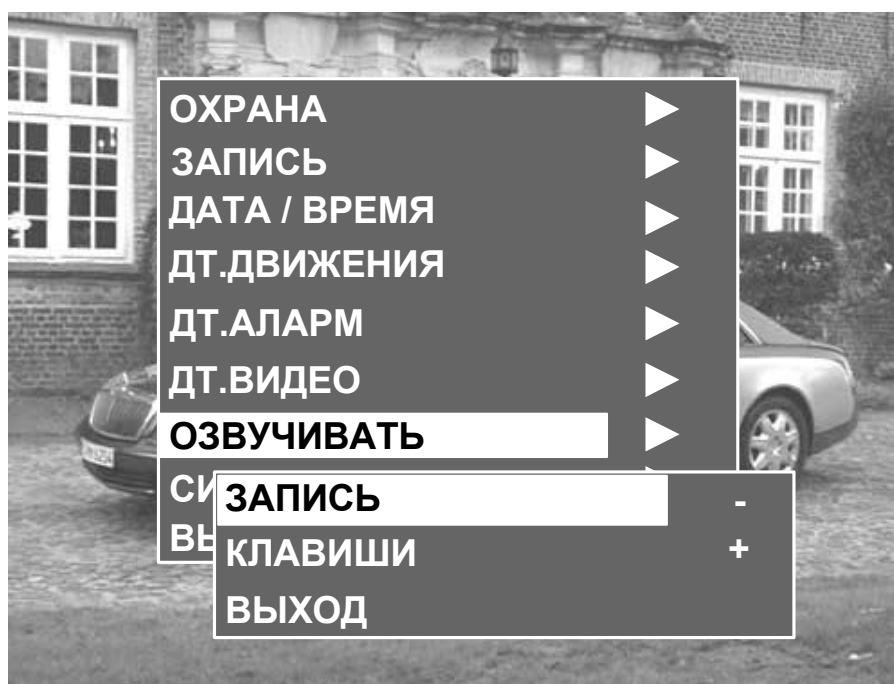 ОХРАНА
ЗАПИСЬ
ДАТА / ВРЕМЯ
ДТ.ДВИЖЕНИЯ
ДТ.АЛАРМ
ДТ.ВИДЕО
ОЗВУЧИВАТЬ
ЗАПИСЬ -
КЛАВИШИ +
ВЫХОД